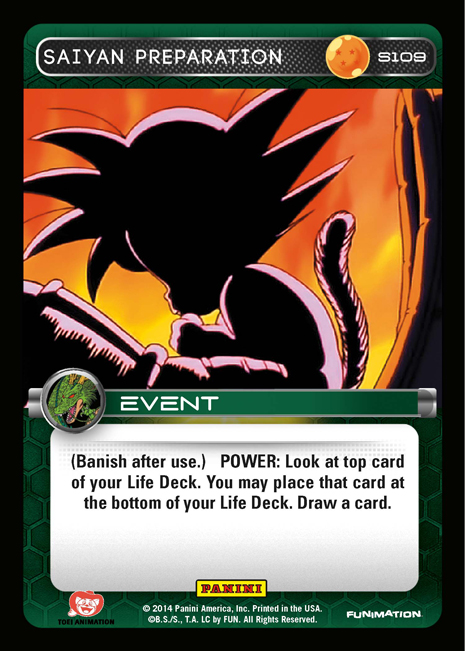 SAIYAN PREPARATION S109
EVENT
(Banish after use.) POWER: Look at top card
of your Life Deck. You may place that card at
the bottom of your Life Deck. Draw a card.
PANINI
© 2014 Panini America, Inc. Printed in the USA.
©B.S./S., T.A. LC by FUN. All Rights Reserved.
TOEI ANIMATION
FUNIMATION